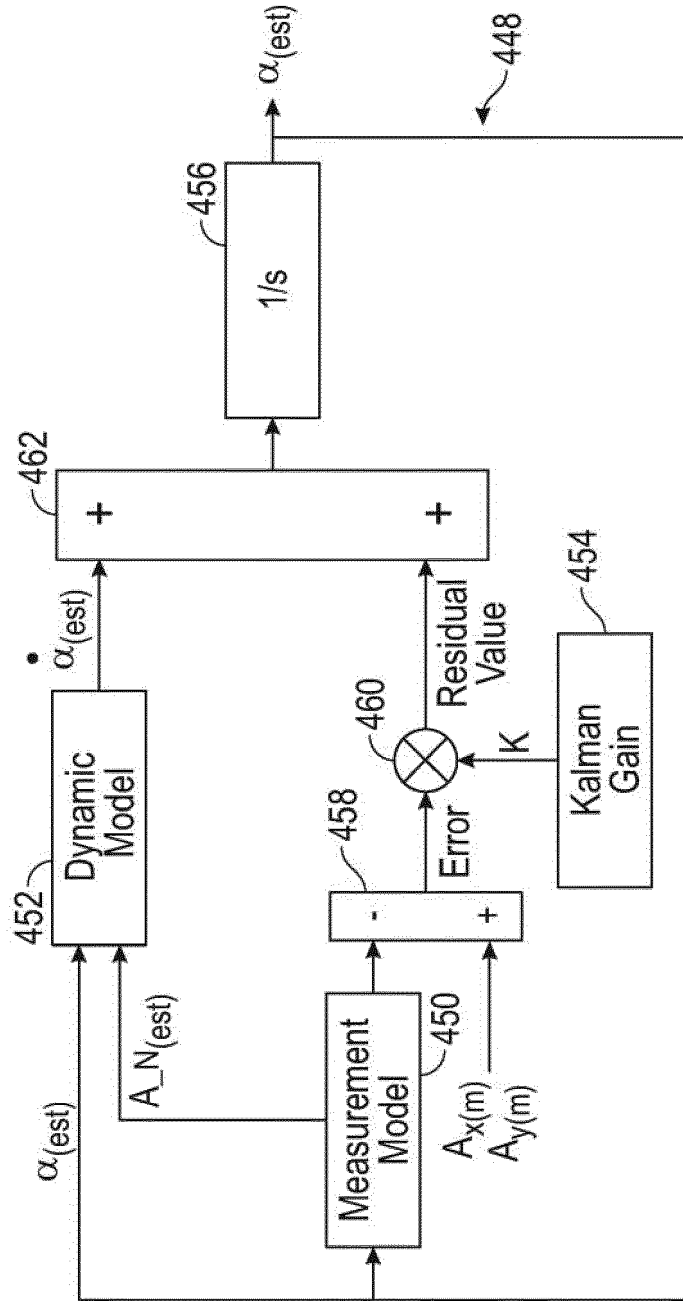 α(est)
452
Dynamic
Model
•
α(est)
462
+
+
456
1/s
α(est)
448
A_N(est)
Measurement
Model
450
458
-
+
Ax(m)
Ay(m)
Error
460
Residual
Value
K
Kalman
Gain
454